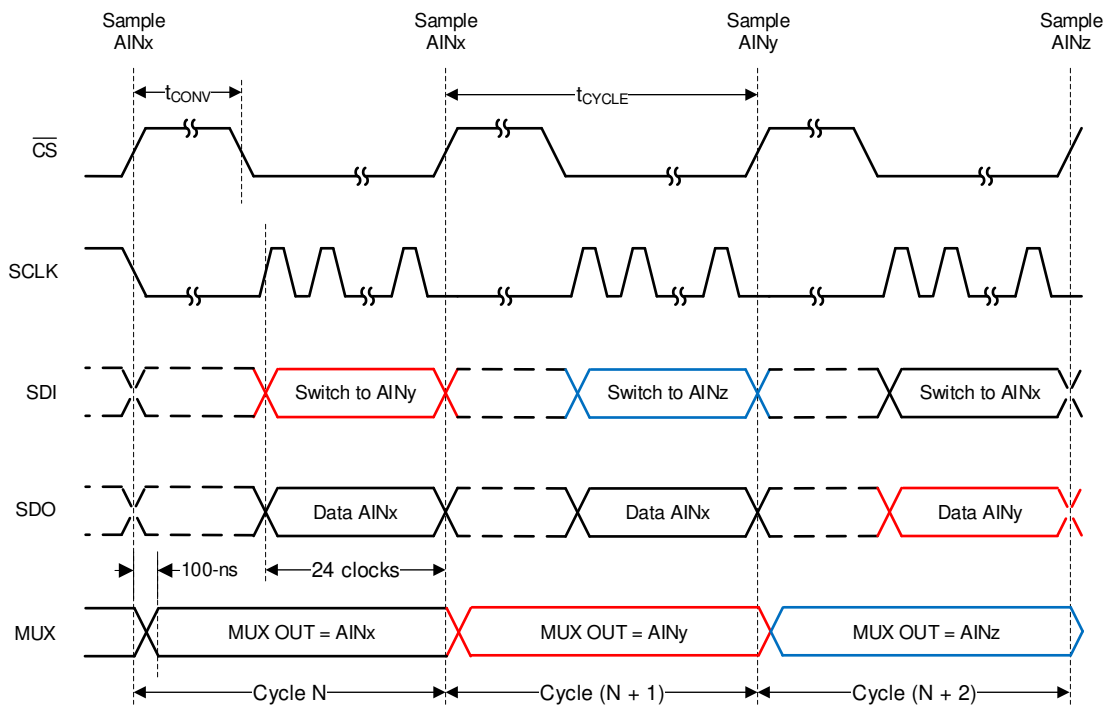 Sample AINx
Sample AINx
Sample AINy
Sample AINz
tCONV
tCYCLE
CS
SCLK
SDI
Switch to AINy
Switch to AINz
Switch to AINx
SDO
Data AINx
Data AINx
Data AINy
100-ns
24 clocks
MUX
MUX OUT = AINx
MUX OUT = AINy
MUX OUT = AINz
Cycle N
Cycle (N + 1)
Cycle (N + 2)